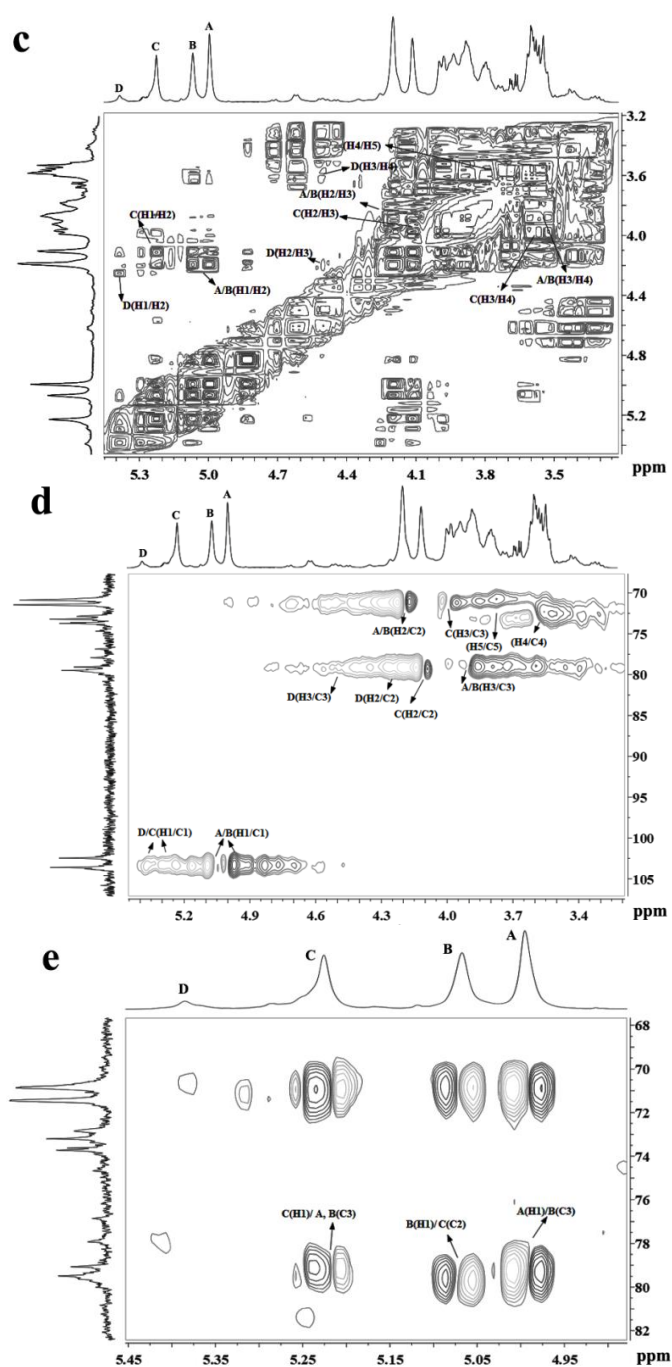 c
A
B
C
D
3.2
(H4/H5)
3.6
D(H3/H4)
A/B(H2/H3)
C(H1/H2)
C(H2/H3)
4.0
D(H2/H3)
A/B(H3/H4)
D(H1/H2)
A/B(H1/H2)
C(H3/H4)
4.4
4.8
5.2
5.3 5.0 4.7 4.4 4.1 3.8 3.5
ppm
d
A
B
C
D
70
A/B(H2/C2)
C(H3/C3)
(H4/C4)
75
(H5/C5)
80
D(H3/C3)
D(H2/C2)
A/B(H3/C3)
C(H2/C2)
85
90
95
D/C(H1/C1) A/B(H1/C1)
100
105
5.2 4.9 4.6 4.3 4.0 3.7 3.4
ppm
e
A
B
C
D
68
70
72
74
76
C(H1)/ A, B(C3)
A(H1)/B(C3)
B(H1)/ C(C2)
78
80
82
5.45 5.35 5.25 5.15 5.05 4.95
ppm